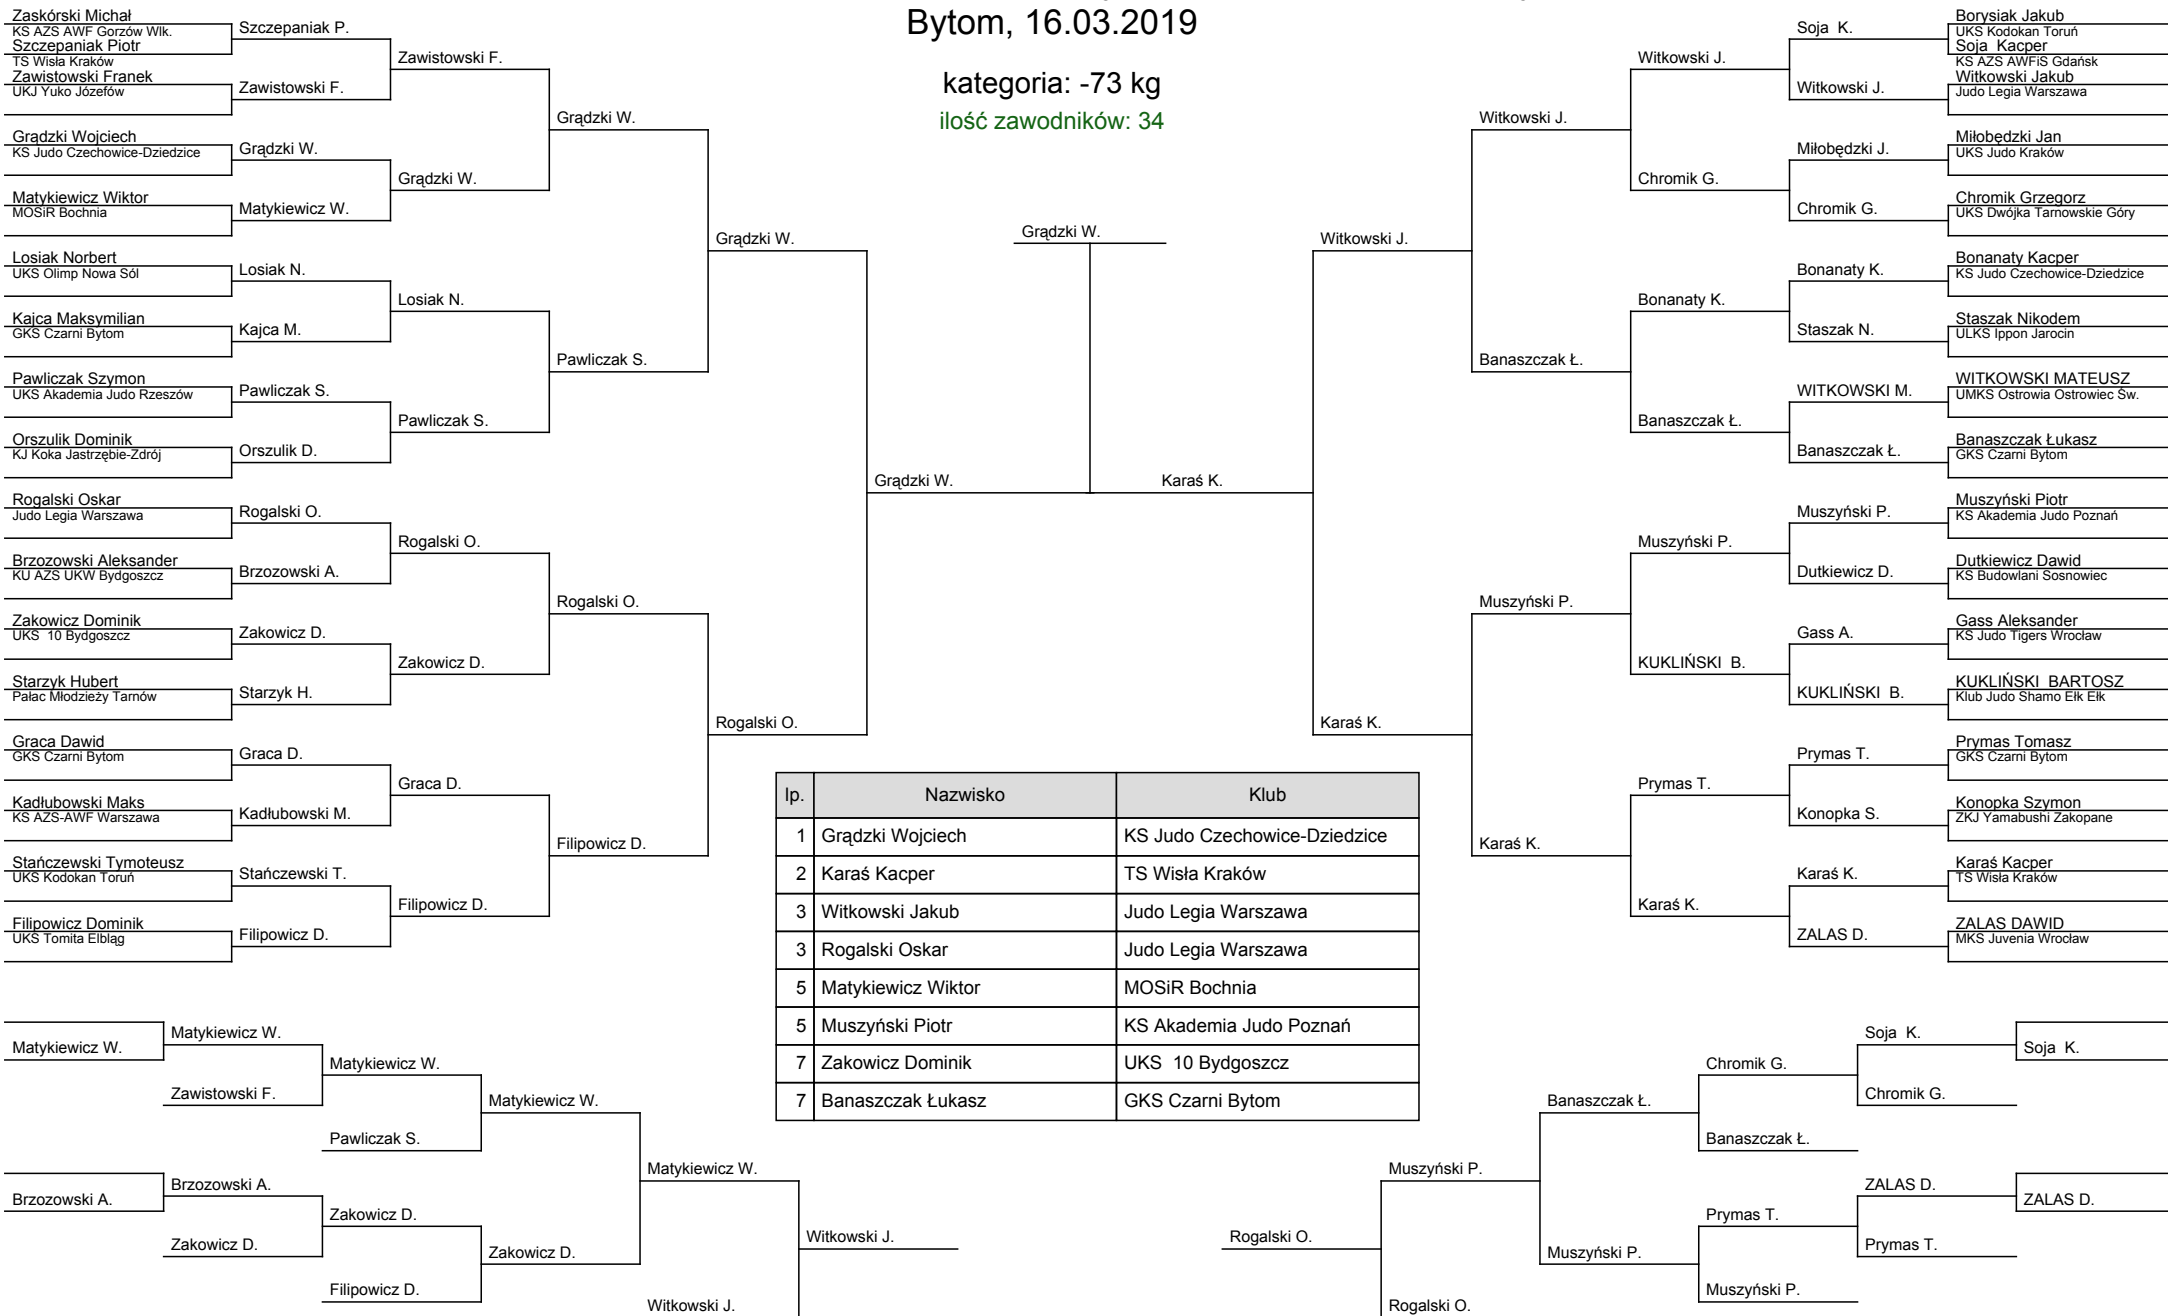 Bytom, 16.03.2019
kategoria: -73 kg
ilość zawodników: 34
Zaskórski Michał
KS AZS AWF Gorzów Wlk.
Szczepaniak Piotr
TS Wisła Kraków
Zawistowski Franek
UKJ Yuko Józefów
Grądzki Wojciech
KS Judo Czechowice-Dziedzice
Matykiewicz Wiktor
MOSiR Bochnia
Losiak Norbert
UKS Olimp Nowa Sól
Kajca Maksymilian
GKS Czarni Bytom
Pawliczak Szymon
UKS Akademia Judo Rzeszów
Orszulik Dominik
KJ Koka Jastrzębie-Zdrój
Rogalski Oskar
Judo Legia Warszawa
Brzozowski Aleksander
KU AZS UKW Bydgoszcz
Zakowicz Dominik
UKS 10 Bydgoszcz
Starzyk Hubert
Pałac Młodzieży Tarnów
Graca Dawid
GKS Czarni Bytom
Kadłubowski Maks
KS AZS-AWF Warszawa
Stańczewski Tymoteusz
UKS Kodokan Toruń
Filipowicz Dominik
UKS Tomita Elbląg
Szczepaniak P.
Zawistowski F.
Grądzki W.
Matykiewicz W.
Losiak N.
Kajca M.
Pawliczak S.
Orszulik D.
Rogalski O.
Brzozowski A.
Zakowicz D.
Starzyk H.
Graca D.
Kadłubowski M.
Stańczewski T.
Filipowicz D.
Zawistowski F.
Grądzki W.
Losiak N.
Pawliczak S.
Rogalski O.
Zakowicz D.
Graca D.
Filipowicz D.
Grądzki W.
Pawliczak S.
Rogalski O.
Filipowicz D.
Grądzki W.
Rogalski O.
Grądzki W.
Grądzki W.
Karaś K.
Witkowski J.
Karaś K.
Witkowski J.
Banaszczak Ł.
Muszyński P.
Karaś K.
Witkowski J.
Chromik G.
Bonanaty K.
Banaszczak Ł.
Muszyński P.
KUKLIŃSKI B.
Prymas T.
Karaś K.
Soja K.
Witkowski J.
Miłobędzki J.
Chromik G.
Bonanaty K.
Staszak N.
WITKOWSKI M.
Banaszczak Ł.
Muszyński P.
Dutkiewicz D.
Gass A.
KUKLIŃSKI B.
Prymas T.
Konopka S.
Karaś K.
ZALAS D.
Borysiak Jakub
UKS Kodokan Toruń
Soja Kacper
KS AZS AWFiS Gdańsk
Witkowski Jakub
Judo Legia Warszawa
Miłobędzki Jan
UKS Judo Kraków
Chromik Grzegorz
UKS Dwójka Tarnowskie Góry
Bonanaty Kacper
KS Judo Czechowice-Dziedzice
Staszak Nikodem
ULKS Ippon Jarocin
WITKOWSKI MATEUSZ
UMKS Ostrowia Ostrowiec Św.
Banaszczak Łukasz
GKS Czarni Bytom
Muszyński Piotr
KS Akademia Judo Poznań
Dutkiewicz Dawid
KS Budowlani Sosnowiec
Gass Aleksander
KS Judo Tigers Wrocław
KUKLIŃSKI BARTOSZ
Klub Judo Shamo Ełk Ełk
Prymas Tomasz
GKS Czarni Bytom
Konopka Szymon
ZKJ Yamabushi Zakopane
Karaś Kacper
TS Wisła Kraków
ZALAS DAWID
MKS Juvenia Wrocław
lp. Nazwisko Klub
1 Grądzki Wojciech KS Judo Czechowice-Dziedzice
2 Karaś Kacper TS Wisła Kraków
3 Witkowski Jakub Judo Legia Warszawa
3 Rogalski Oskar Judo Legia Warszawa
5 Matykiewicz Wiktor MOSiR Bochnia
5 Muszyński Piotr KS Akademia Judo Poznań
7 Zakowicz Dominik UKS 10 Bydgoszcz
7 Banaszczak Łukasz GKS Czarni Bytom
Matykiewicz W.
Brzozowski A.
Matykiewicz W.
Zawistowski F.
Brzozowski A.
Zakowicz D.
Matykiewicz W.
Pawliczak S.
Zakowicz D.
Filipowicz D.
Matykiewicz W.
Zakowicz D.
Matykiewicz W.
Witkowski J.
Witkowski J.
Rogalski O.
Muszyński P.
Rogalski O.
Banaszczak Ł.
Muszyński P.
Chromik G.
Banaszczak Ł.
Prymas T.
Muszyński P.
Soja K.
Chromik G.
ZALAS D.
Prymas T.
Soja K.
ZALAS D.